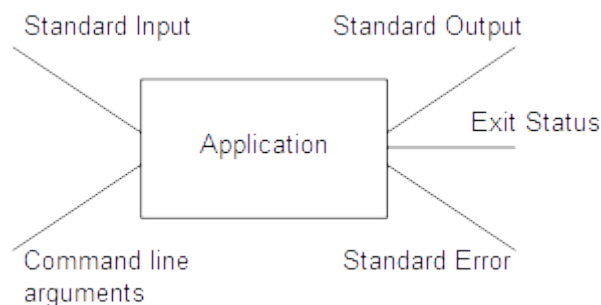 Standard Input
Standard Output
Exit Status
Application
Command line
arguments
Standard Error